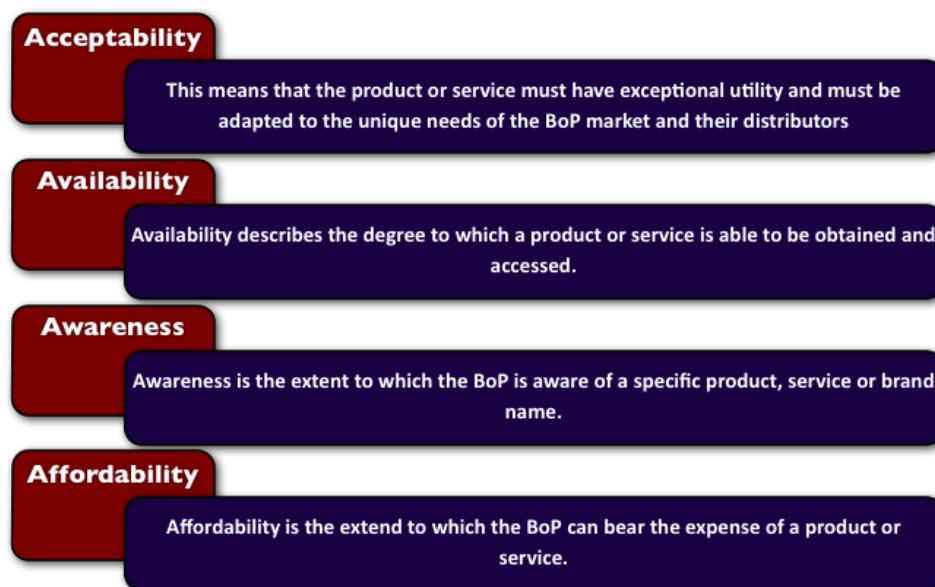 Acceptability
This means that the product or service must have exceptional utility and must be
adapted to the unique needs of the BoP market and their distributors
Availability
Availability describes the degree to which a product or service is able to be obtained and
accessed.
Awareness
Awareness is the extent to which the BoP is aware of a specific product, service or brand
name.
Affordability
Affordability is the extend to which the BoP can bear the expense of a product or
service.